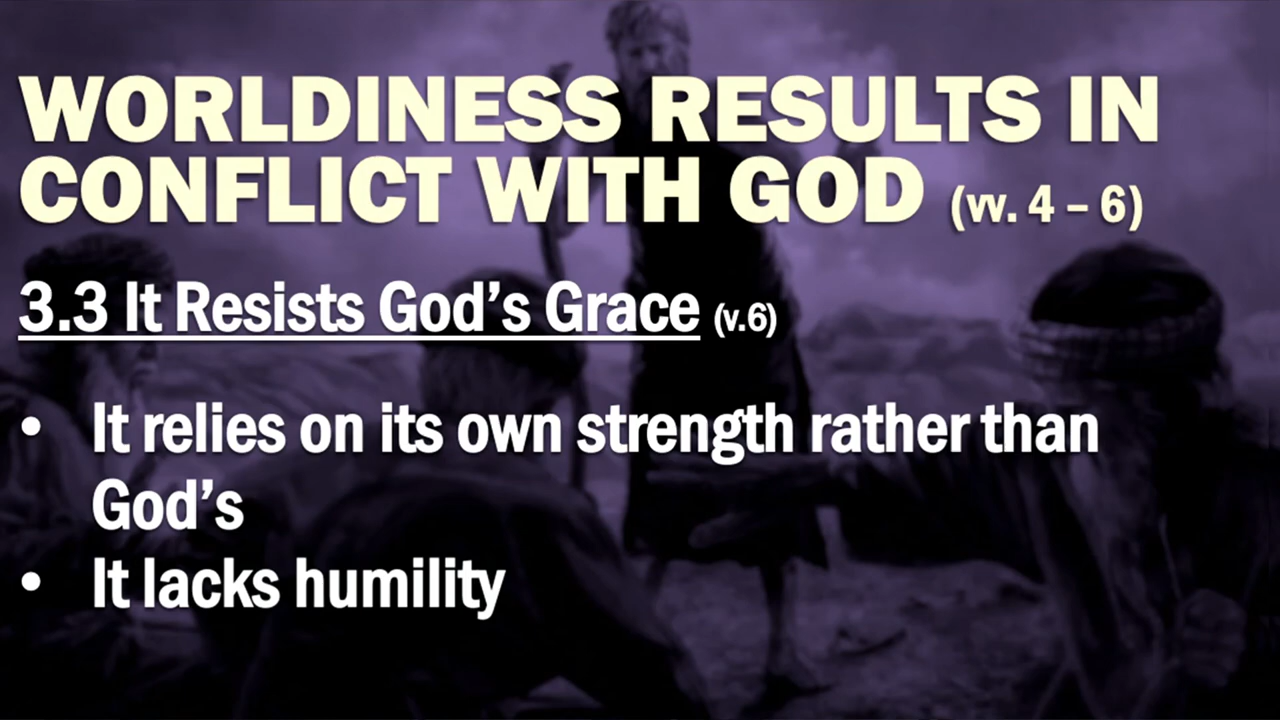 WORLDINESS RESULTS IN
CONFLICT WITH GOD (vv. 4 – 6)
3.3 It Resists God’s Grace (v.6)
• It relies on its own strength rather than
God’s
• It lacks humility